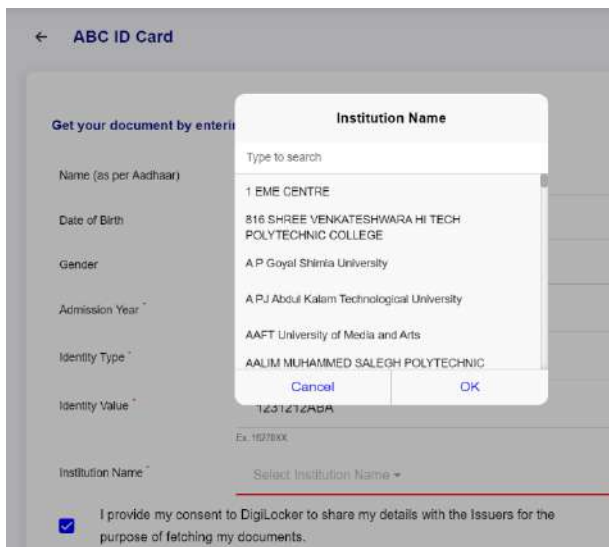 ← ABC ID Card
Get your document by enterin
Institution Name
Type to search
Name (as per Aadhaar)
1 EME CENTRE
Date of Birth
816 SHREE VENKATESHWARA HI TECH
POLYTECHNIC COLLEGE
Gender
A P Goyal Shimla University
Admission Year *
A PJ Abdul Kalam Technological University
AAFT University of Media and Arts
Identity Type *
AALIM MUHAMMED SALEGH POLYTECHNIC
Cancel OK
Identity Value *
1231212ABA
Ex. 16278XX
Institution Name *
Select Institution Name
I provide my consent to DigiLocker to share my details with the Issuers for the
purpose of fetching my documents.